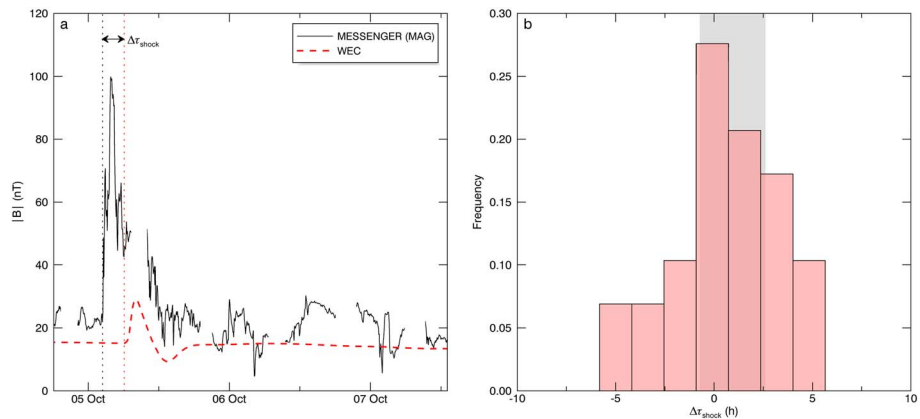 a
Δτshock
MESSENGER (MAG)
WEC
120
100
80
60
40
20
0
|B| (nT)
05 Oct
06 Oct
07 Oct
b
0.30
0.25
0.20
0.15
0.10
0.05
0.00
Frequency
-10
-5
0
5
10
Δτshock (h)